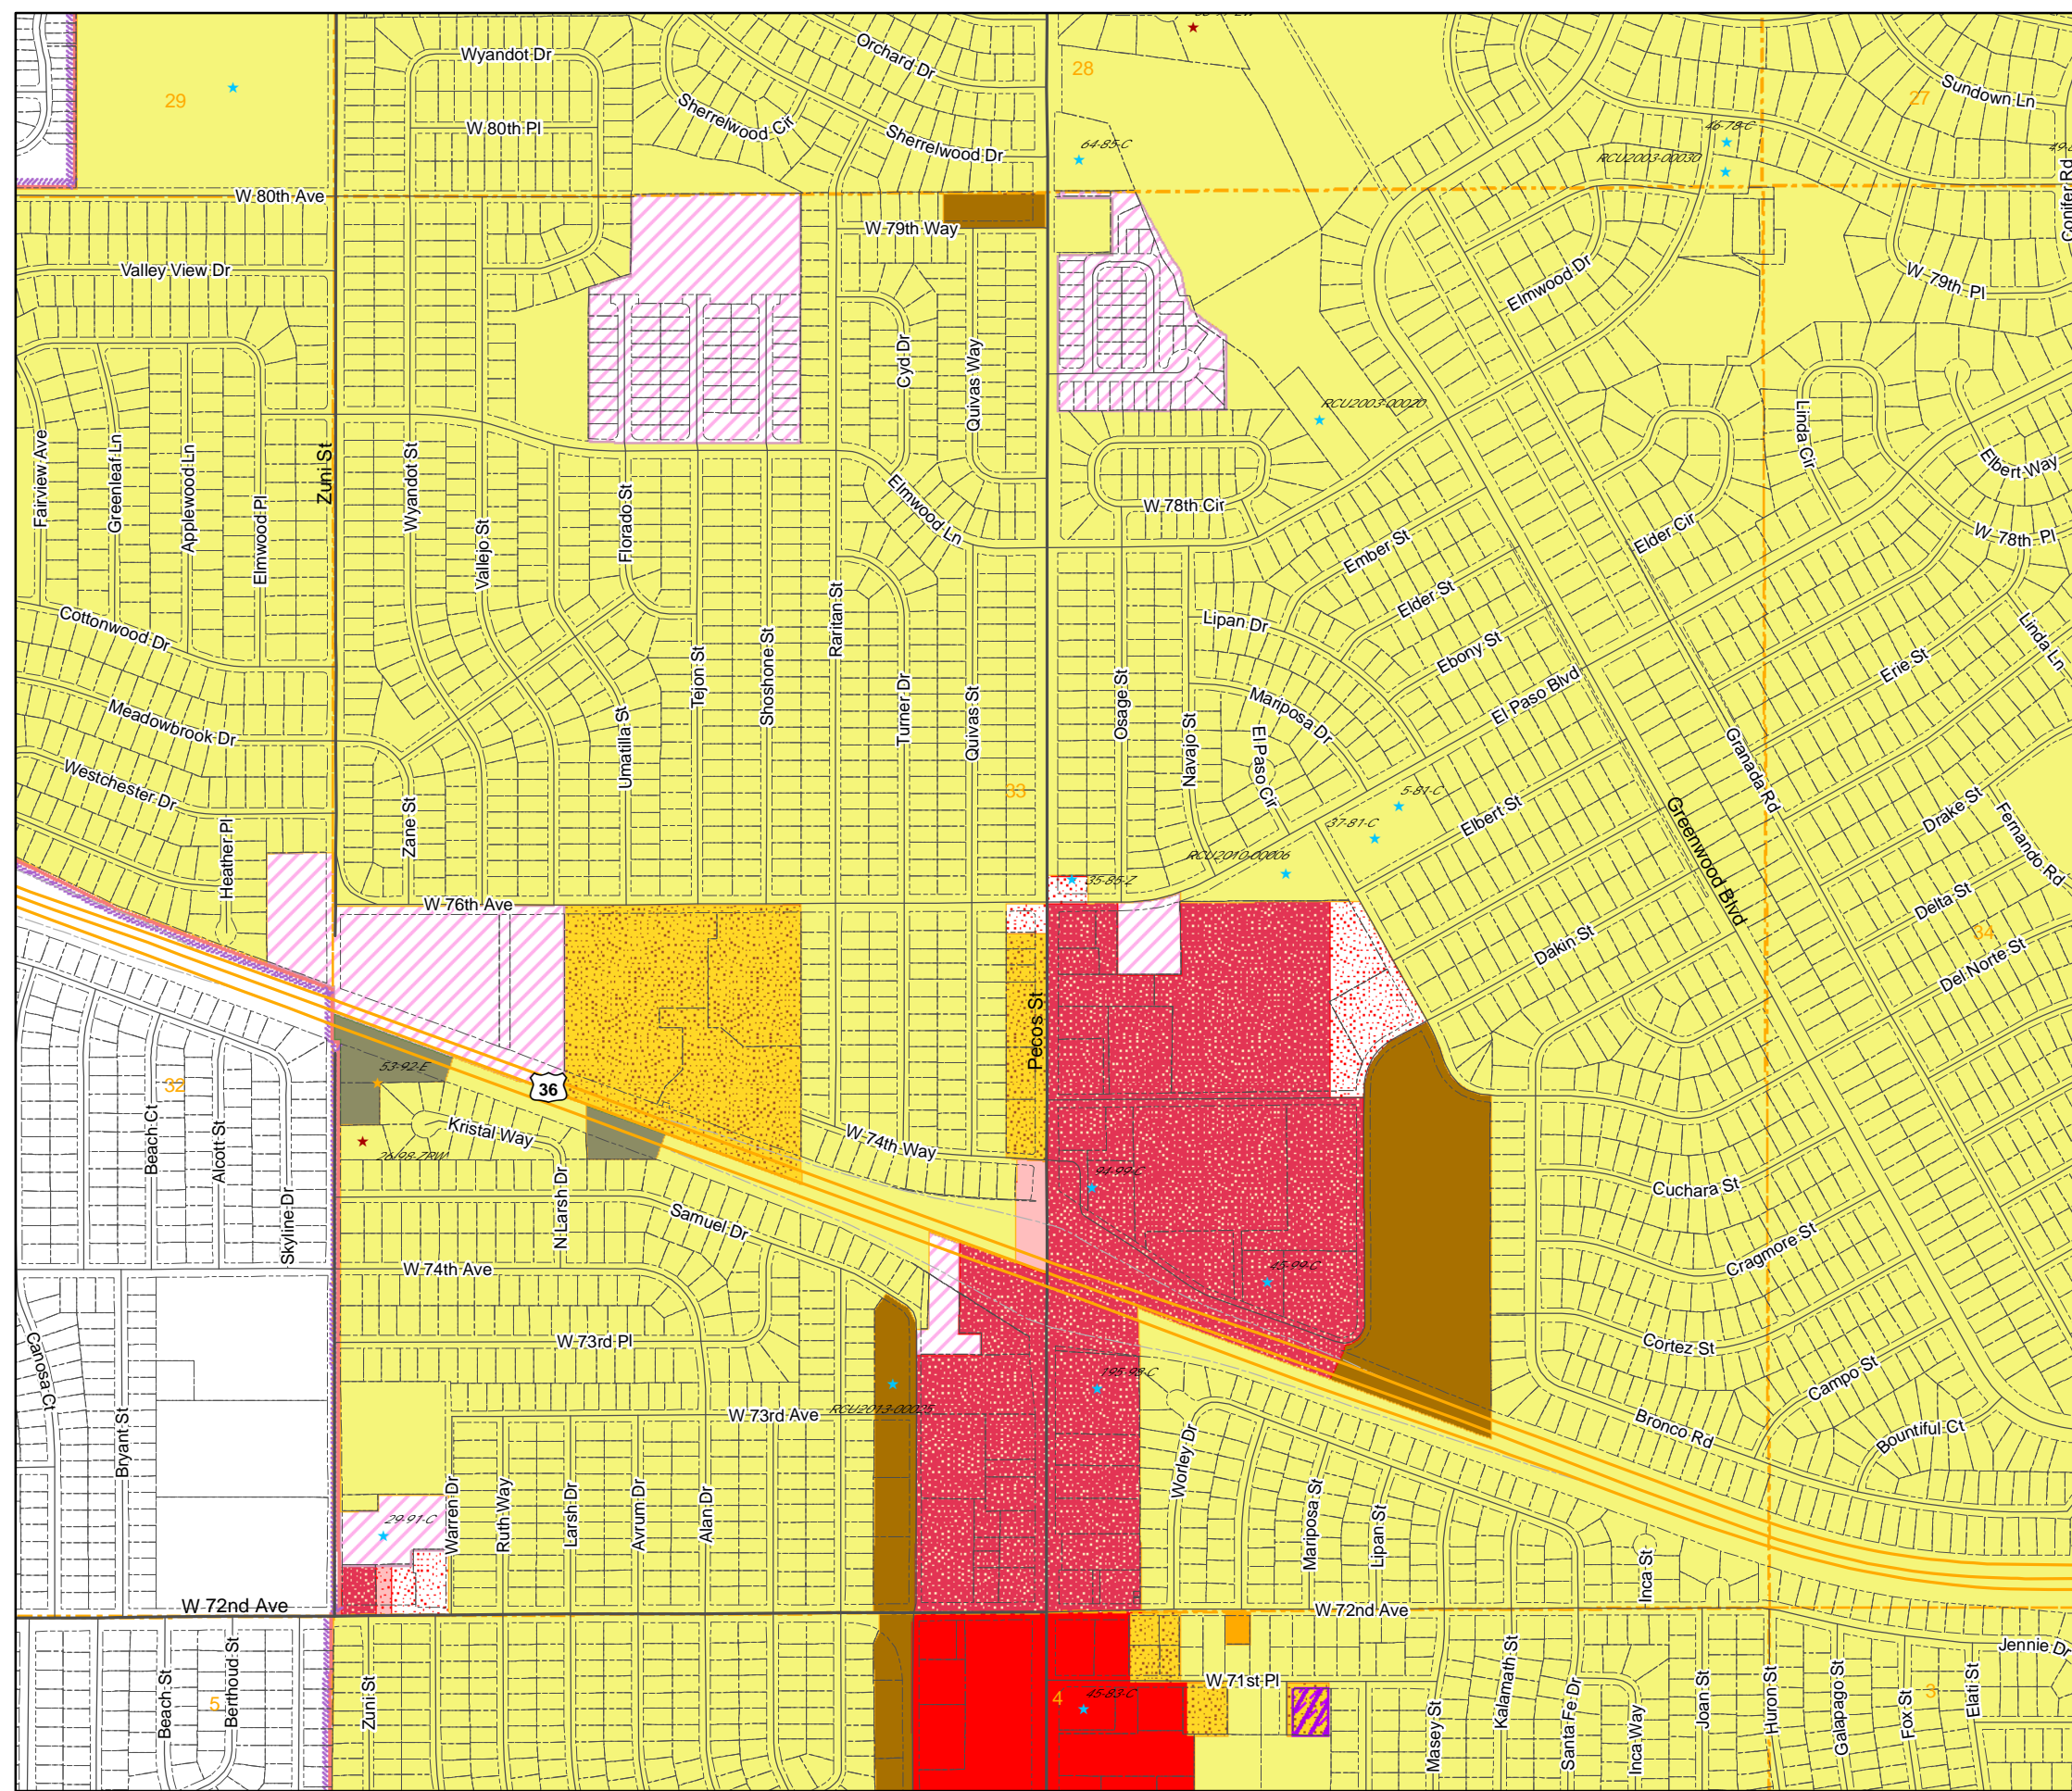 Wyandot Dr
Orchard Dr
28
29
W 80th Pl
Sherrelwood Cir
Sherrelwood Dr
64-85-C
46-78-C
RCU2003-00030
27
Sundown Ln
Conifer Rd
W 80th Ave
W 79th Way
Valley View Dr
Elmwood Dr
W 79th Pl
Cyd Dr
Quivas Way
RCU2003-00020
Linda Cir
Elbert Way
Fairview Ave
Greenleaf Ln
Applewood Ln
Elmwood Pl
Zuni St
Wyandot St
Vallejo St
Florado St
Elmwood Ln
W 78th Cir
Ember St
Elder Cir
W 78th Pl
Elder St
Cottonwood Dr
Raritan St
Lipan Dr
Ebony St
Linda Ln
Tejon St
Shoshone St
Erie St
Meadowbrook Dr
Umatilla St
Turner Dr
Quivas St
Osage St
Navajo St
Mariposa Dr
El Paso Blvd
El Paso Cir
Granada Rd
Westchester Dr
33
5-81-C
37-81-C
Elbert St
Greenwood Blvd
Drake St
Fernando Rd
Zane St
Heather Pl
RCU2010-00006
35-85-Z
W 76th Ave
Delta St
34
Dakin St
Del Norte St
Pecos St
53-92-E
32
36
Beach Ct
Alcott St
Kristal Way
26-98-ZRW
W 74th Way
94-99-C
Cuchara St
Skyline Dr
N Larsh Dr
Samuel Dr
Cragmore St
W 74th Ave
45-99-C
W 73rd Pl
Cortez St
Canosa Ct
195-98-C
Campo St
Bryant St
RCU2013-00025
W 73rd Ave
Bronco Rd
Bountiful Ct
Worley Dr
29-91-C
Warren Dr
Ruth Way
Larsh Dr
Avrum Dr
Alan Dr
Mariposa St
Lipan St
Inca St
W 72nd Ave
W 72nd Ave
Jennie Dr
Beach St
5
Berthoud St
Zuni St
4
45-83-C
W 71st Pl
Masey St
Kalamath St
Santa Fe Dr
Inca Way
Joan St
Huron St
Galapago St
Fox St
3
Elati St